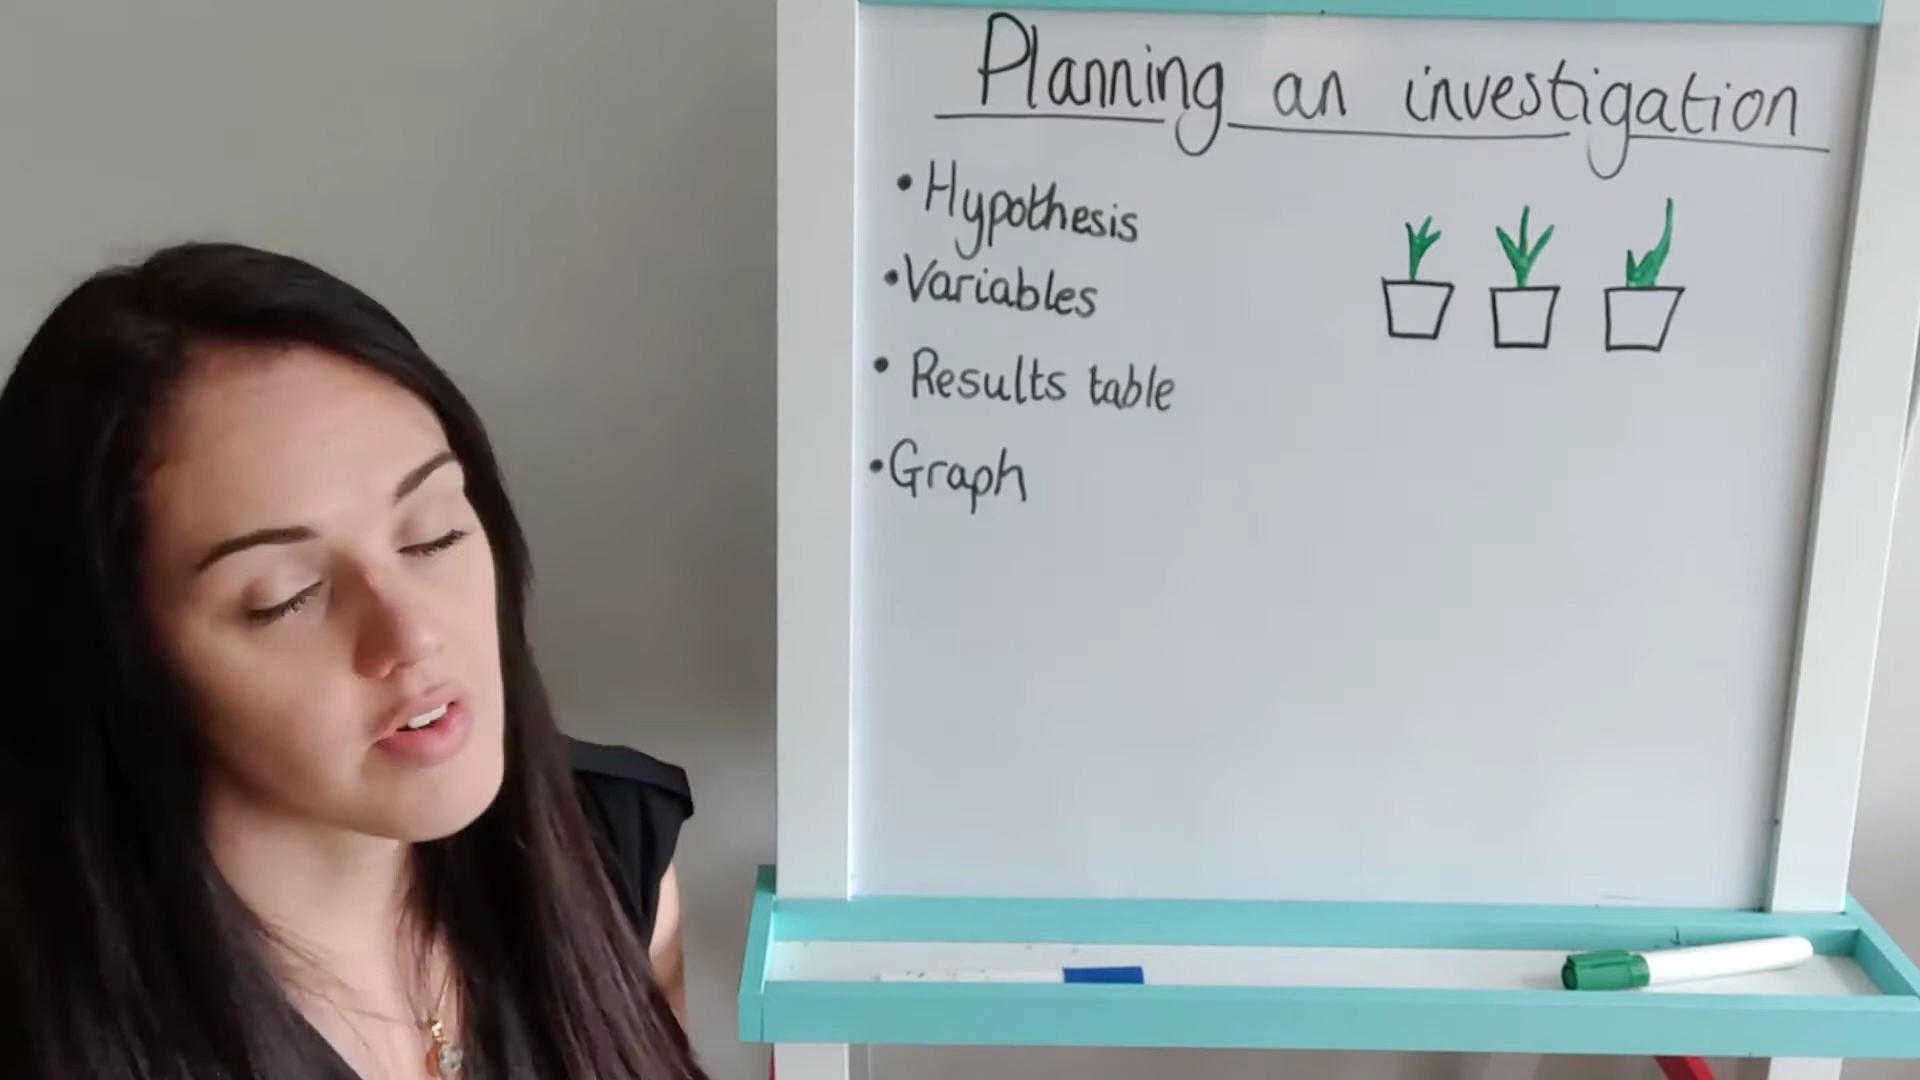 Planning an investigation
• Hypothesis
• Variables
• Results table
• Graph